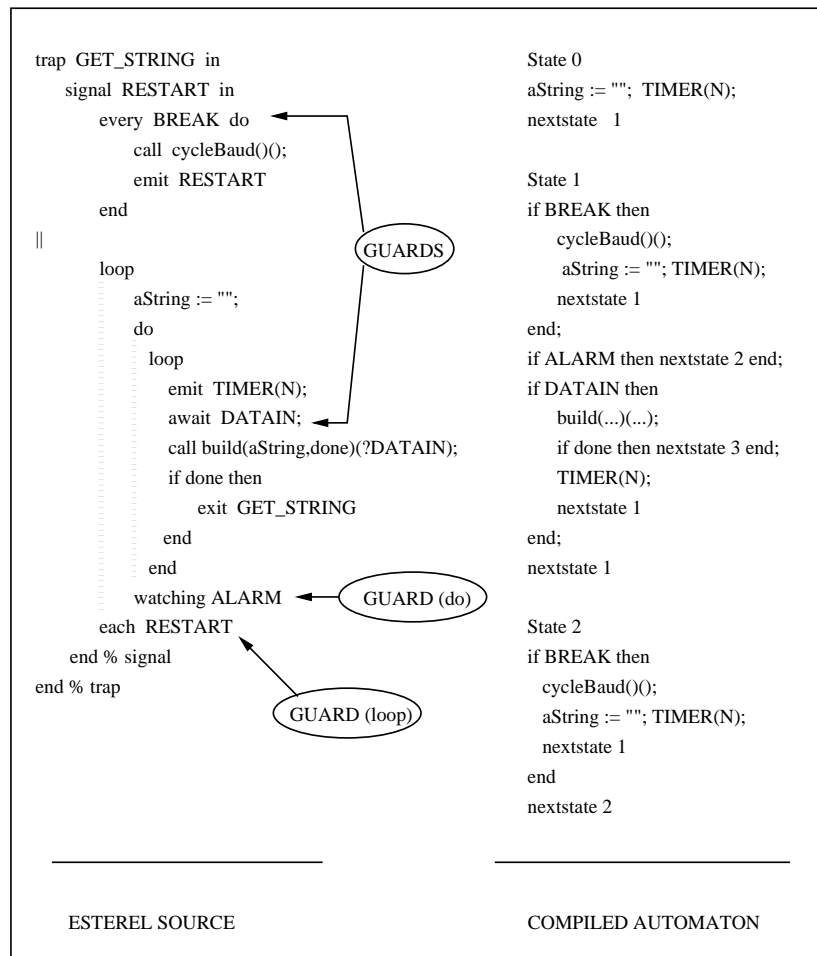 trap GET_STRING in
signal RESTART in
every BREAK do
call cycleBaud()();
emit RESTART
end
||
loop
aString := "";
do
loop
emit TIMER(N);
await DATAIN;
call build(aString,done)(?DATAIN);
if done then
exit GET_STRING
end
end
watching ALARM
each RESTART
end % signal
end % trap
GUARDS
GUARD (do)
GUARD (loop)
State 0
aString := ""; TIMER(N);
nextstate 1
State 1
if BREAK then
cycleBaud()();
aString := ""; TIMER(N);
nextstate 1
end;
if ALARM then nextstate 2 end;
if DATAIN then
build(...)(...);
if done then nextstate 3 end;
TIMER(N);
nextstate 1
end;
nextstate 1
State 2
if BREAK then
cycleBaud()();
aString := ""; TIMER(N);
nextstate 1
end
nextstate 2
ESTEREL SOURCE
COMPILED AUTOMATON